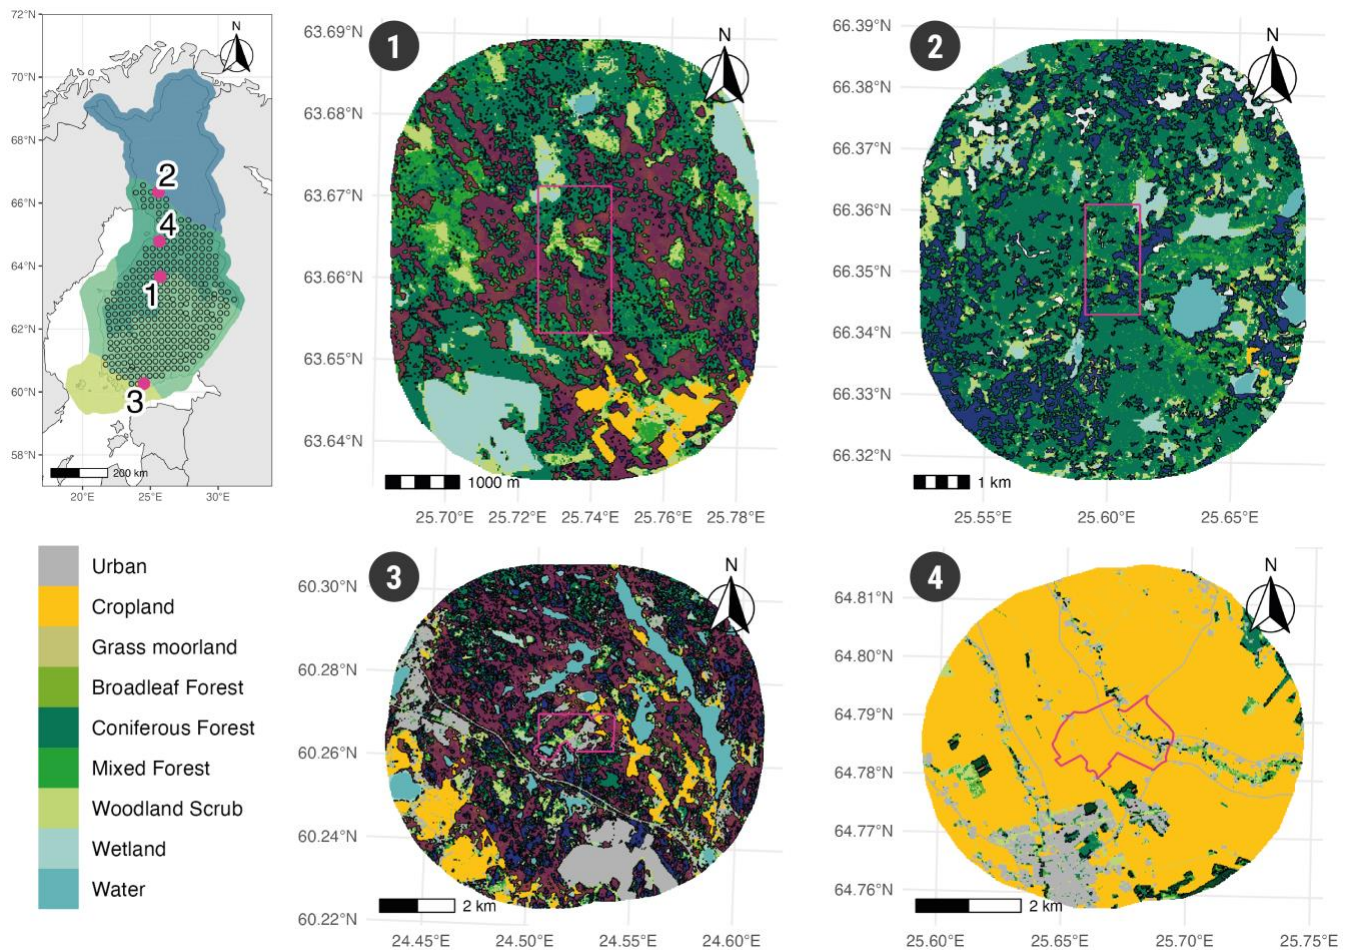 72°N
70°N
68°N
66°N
64°N
62°N
60°N
58°N
20°E 25°E 30°E
N
2
4
1
3
200 km
1
N
63.69°N
63.68°N
63.67°N
63.66°N
63.65°N
63.64°N
1000 m
25.70°E 25.72°E 25.74°E 25.76°E 25.78°E
2
N
66.39°N
66.38°N
66.37°N
66.36°N
66.35°N
66.34°N
66.33°N
66.32°N
1 km
25.55°E 25.60°E 25.65°E
Urban
Cropland
Grass moorland
Broadleaf Forest
Coniferous Forest
Mixed Forest
Woodland Scrub
Wetland
Water
3
N
60.30°N
60.28°N
60.26°N
60.24°N
60.22°N
2 km
24.45°E 24.50°E 24.55°E 24.60°E
4
N
64.81°N
64.80°N
64.79°N
64.78°N
64.77°N
64.76°N
2 km
25.60°E 25.65°E 25.70°E 25.75°E